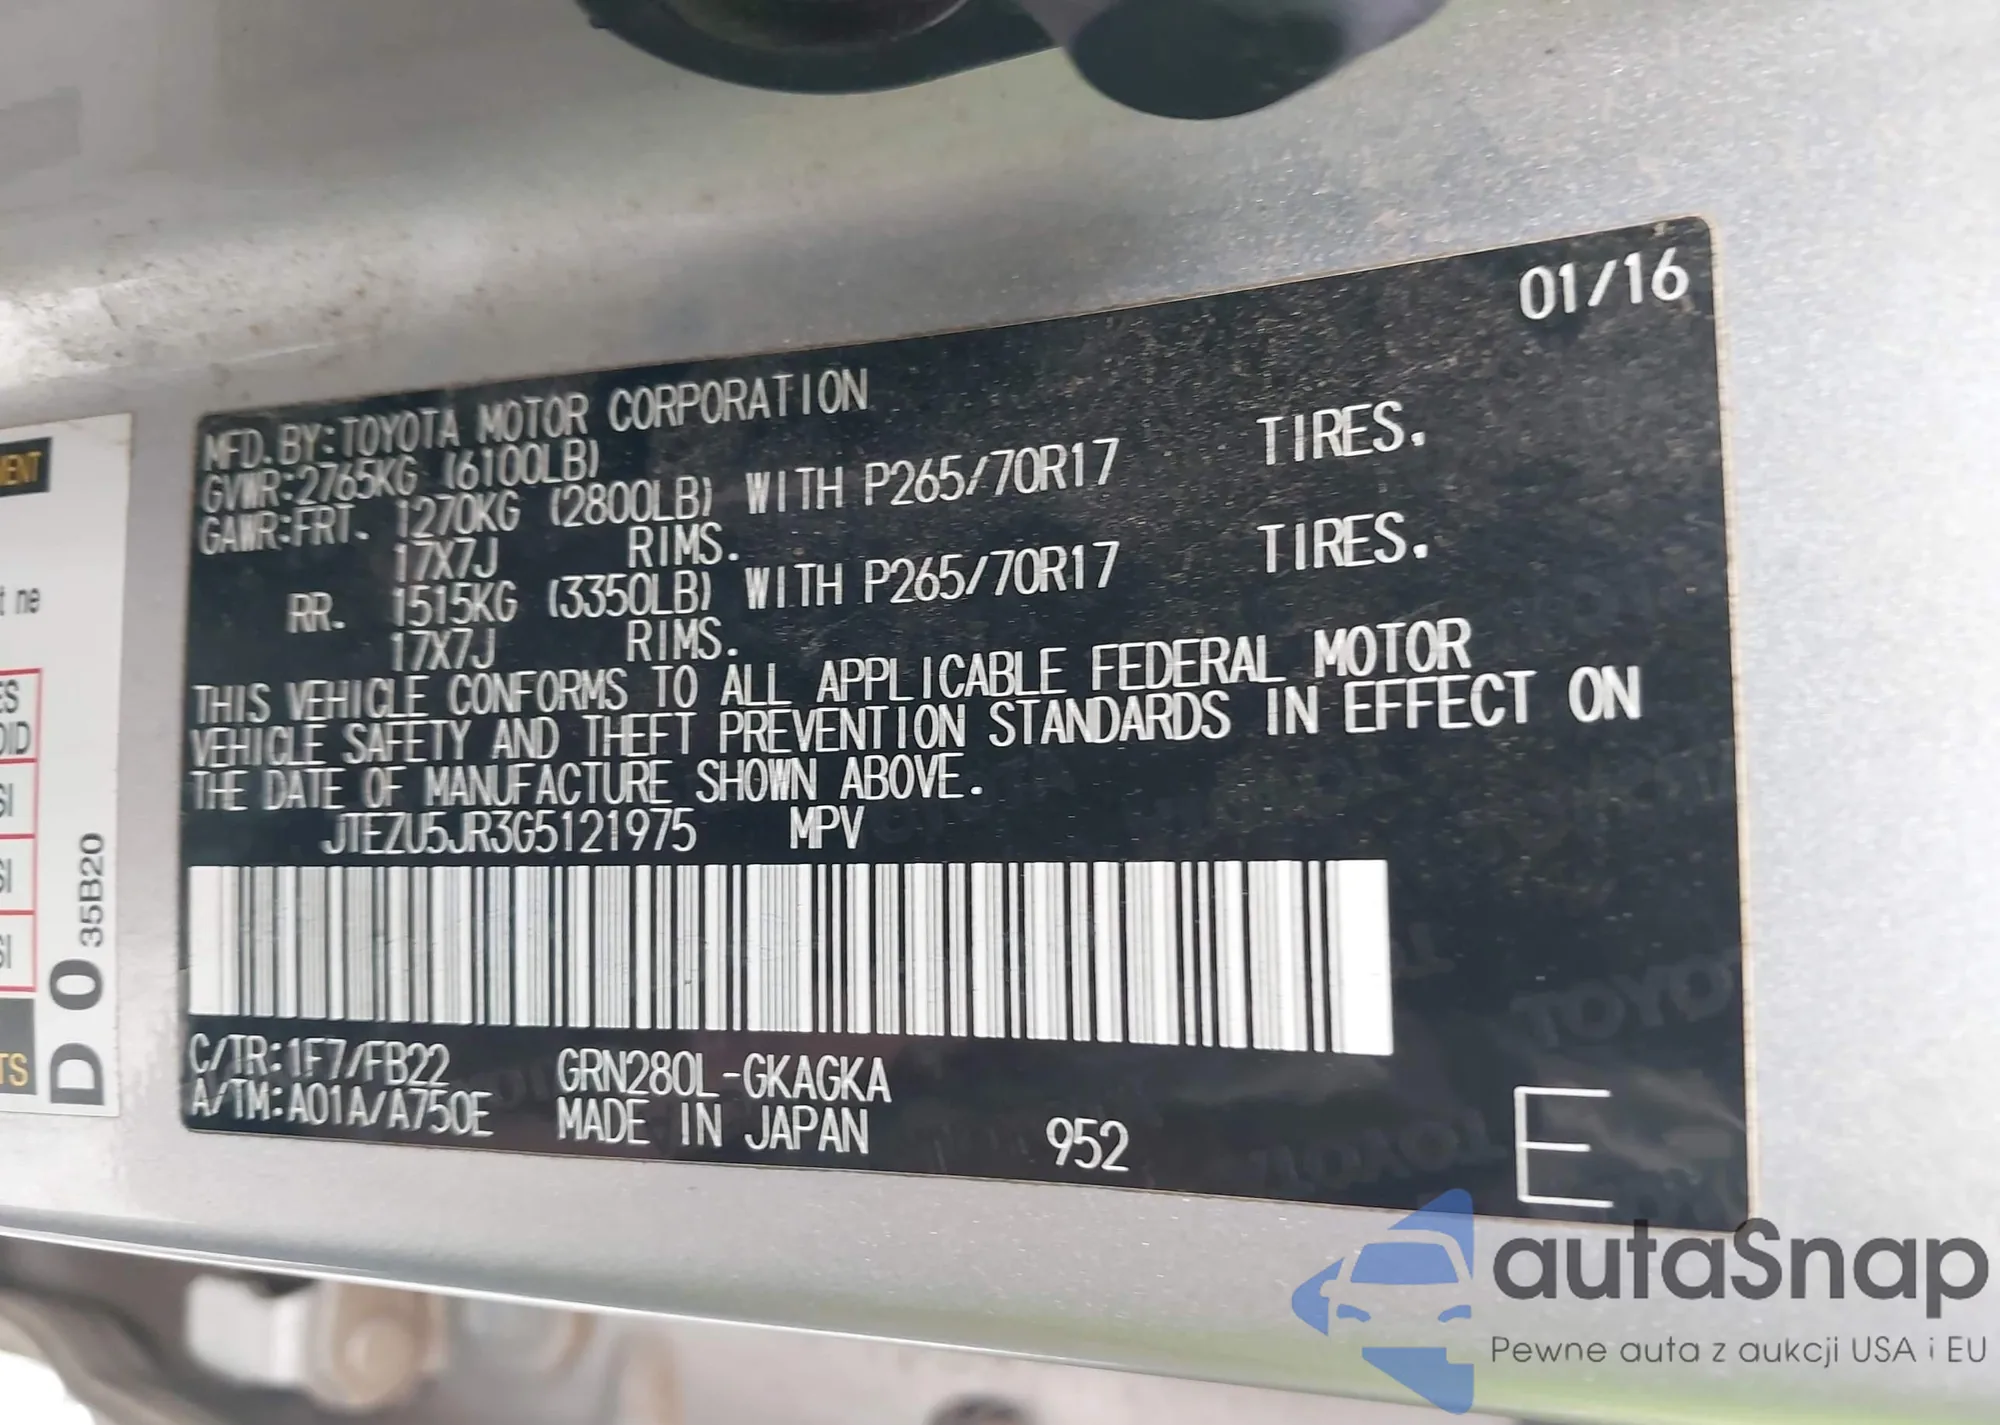 01/16
MFD. BY:TOYOTA MOTOR CORPORATION
GVWR:2765KG (6100LB)
GAWR:FRT. 1270KG (2800LB) WITH P265/70R17 TIRES.
17X7J RIMS.
RR. 1515KG (3350LB) WITH P265/70R17 TIRES.
17X7J RIMS.
THIS VEHICLE CONFORMS TO ALL APPLICABLE FEDERAL MOTOR
VEHICLE SAFETY AND THEFT PREVENTION STANDARDS IN EFFECT ON
THE DATE OF MANUFACTURE SHOWN ABOVE.
JTEZU5JR3G5121975 MPV
C/TR:1F7/FB22 GRN280L-GKAGKA
A/TM:A01A/A750E MADE IN JAPAN 952 E
D 0 35B20
autaSnap
Pewne auta z aukcji USA i EU